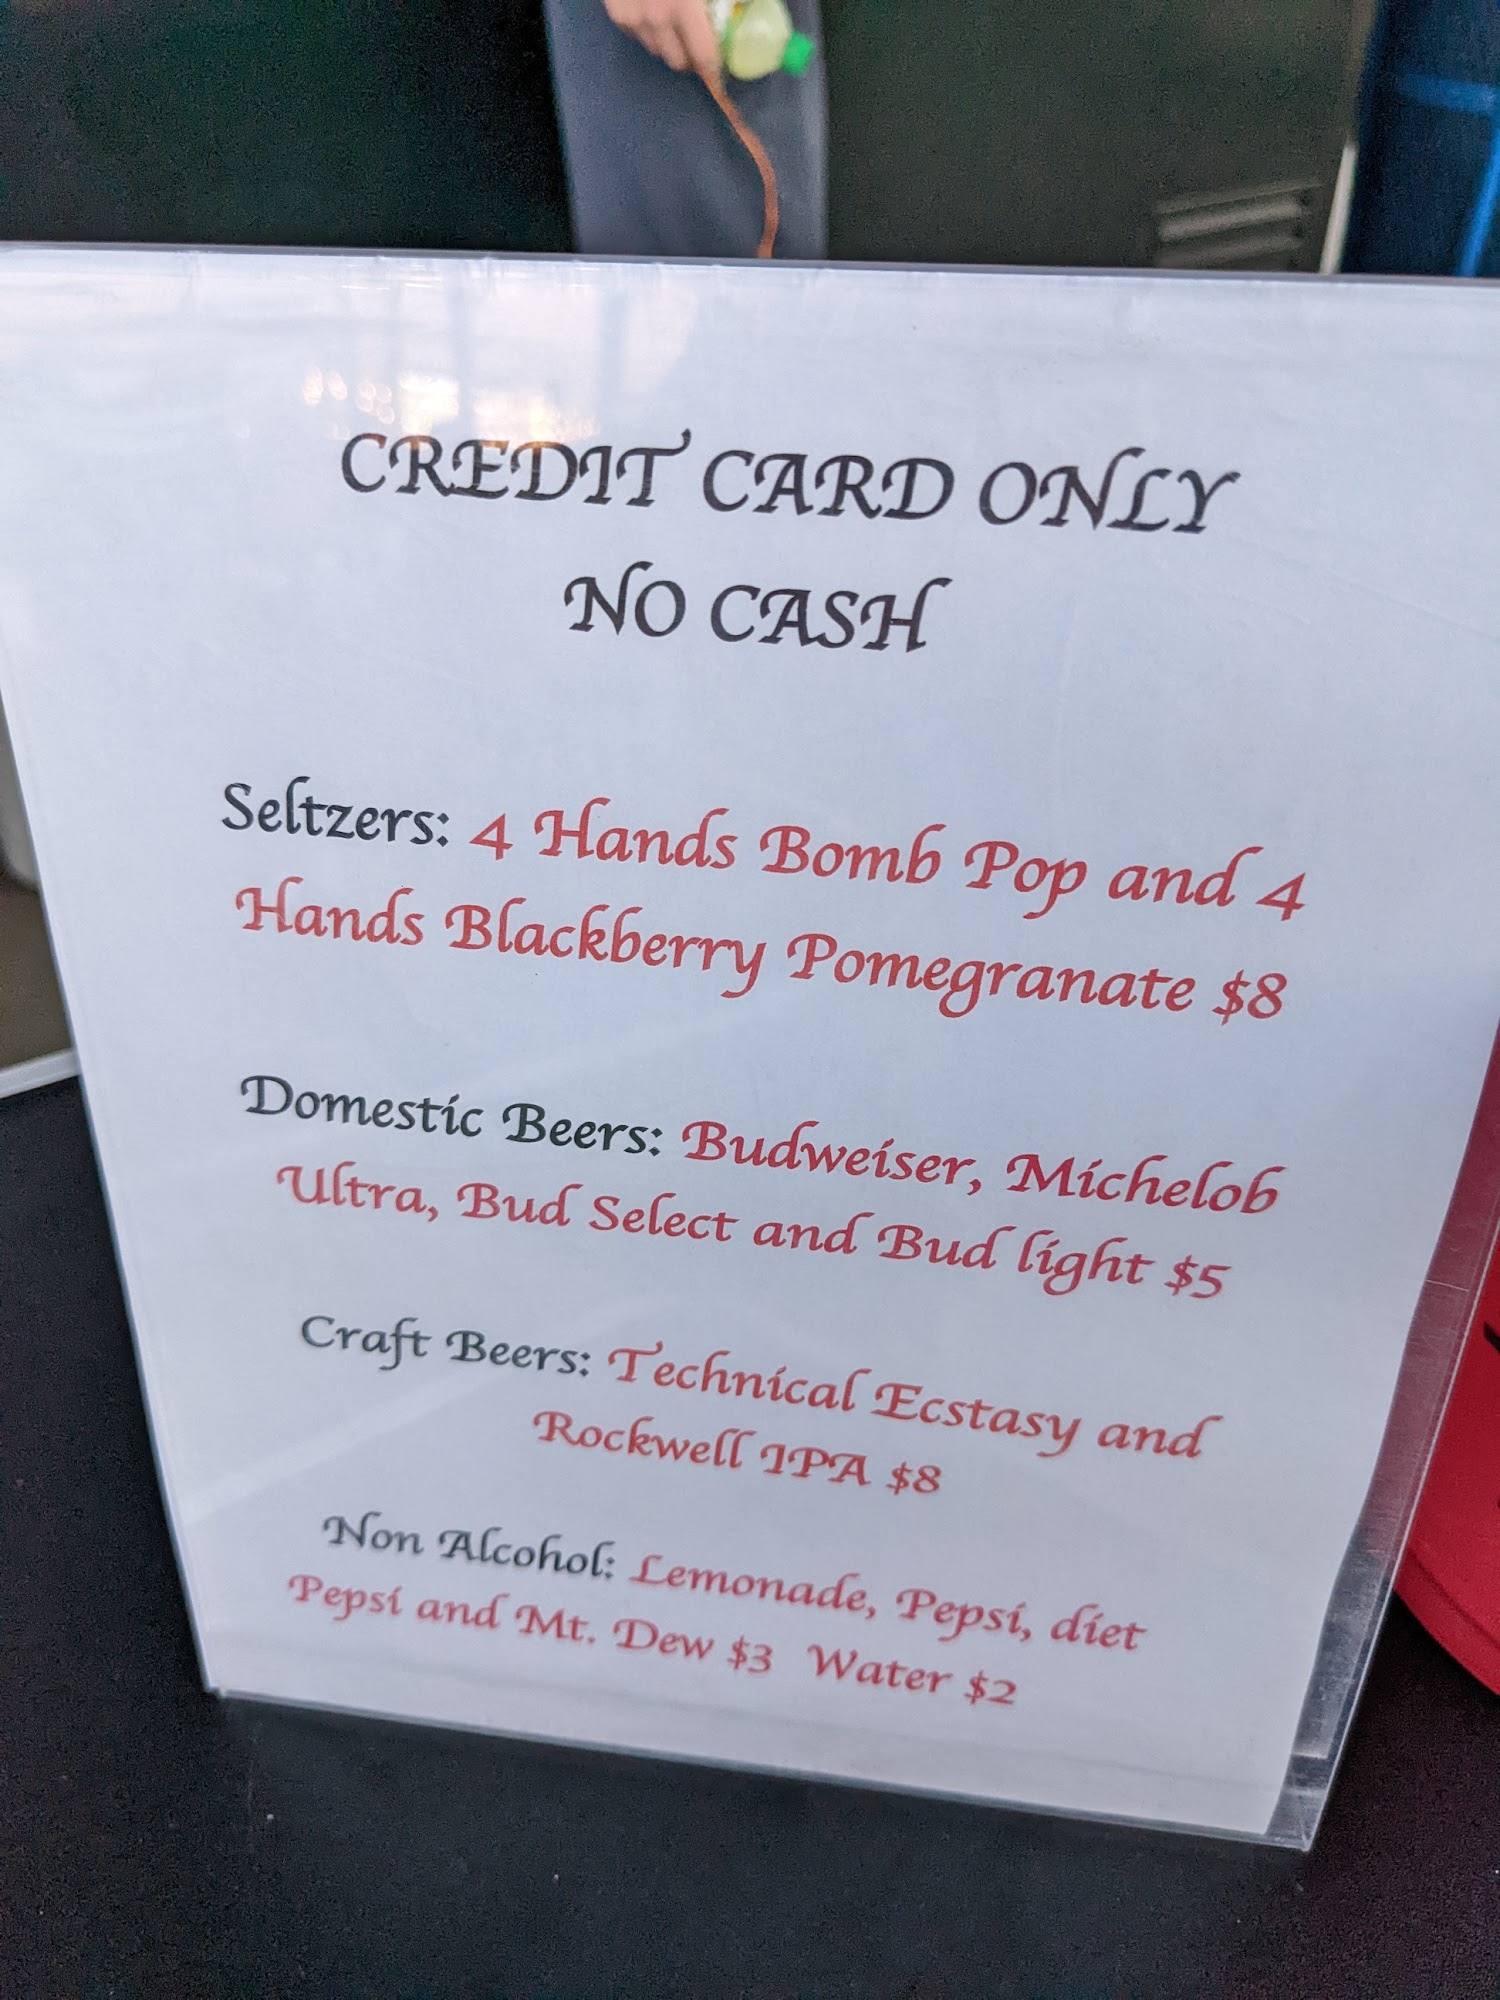 CREDIT CARD ONLY
NO CASH
Seltzers: 4 Hands Bomb Pop and 4
Hands Blackberry Pomegranate $8
Domestic Beers: Budweiser, Michelob
Ultra, Bud Select and Bud light $5
Craft Beers: Technical Ecstasy and
Rockwell IPA $8
Non Alcohol: Lemonade, Pepsi, diet
Pepsi and Mt. Dew $3 Water $2